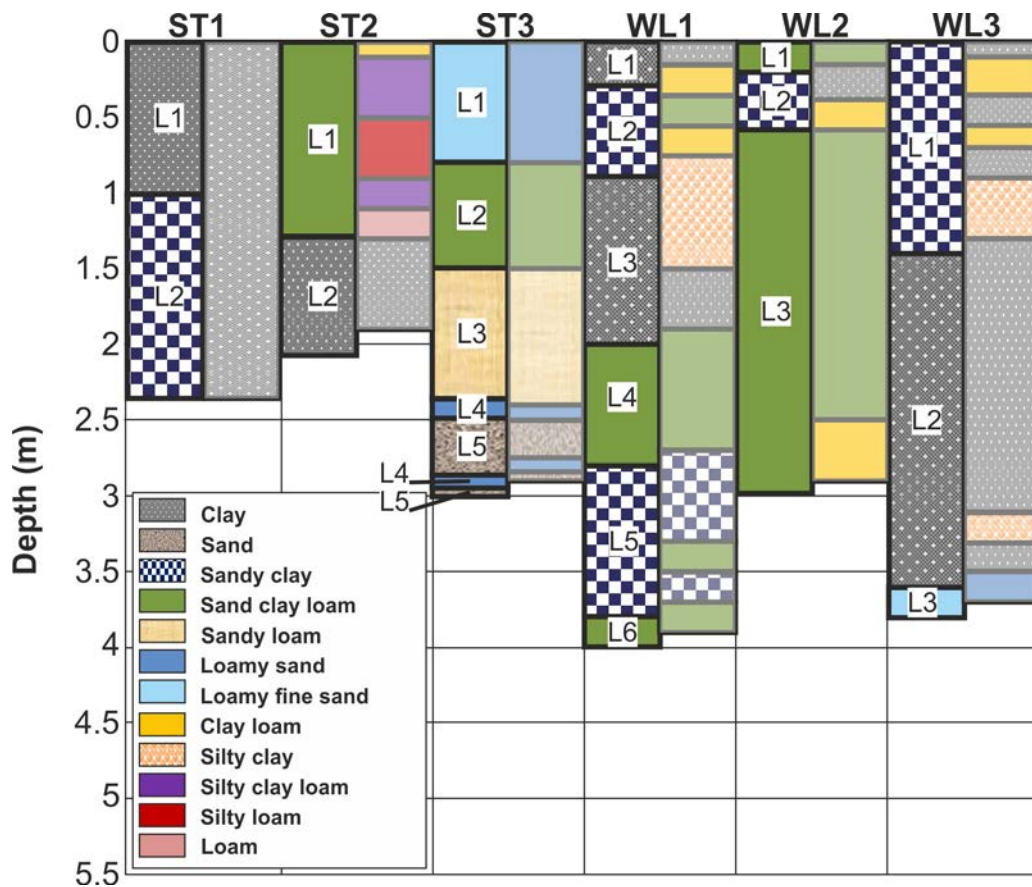 ST1 ST2 ST3 WL1 WL2 WL3
0
0.5
1
1.5
2
2.5
3
3.5
4
4.5
5
5.5
Depth (m)
L1
L2
L1
L2
L1
L2
L3
L4
L5
L4
L5
L1
L2
L3
L4
L5
L6
L1
L2
L3
L1
L2
L3
Clay
Sand
Sandy clay
Sand clay loam
Sandy loam
Loamy sand
Loamy fine sand
Clay loam
Silty clay
Silty clay loam
Silty loam
Loam